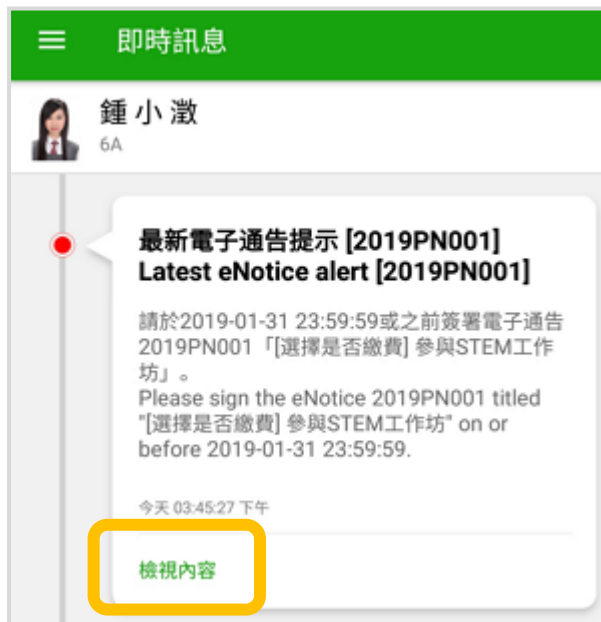 即時訊息
鍾小澂
6A
最新電子通告提示 [2019PN001]
Latest eNotice alert [2019PN001]
請於2019-01-31 23:59:59或之前簽署電子通告
2019PN001「[選擇是否繳費] 參與STEM工作
坊」。
Please sign the eNotice 2019PN001 titled
"[選擇是否繳費] 參與STEM工作坊" on or
before 2019-01-31 23:59:59.
今天 03:45:27 下午
檢視內容